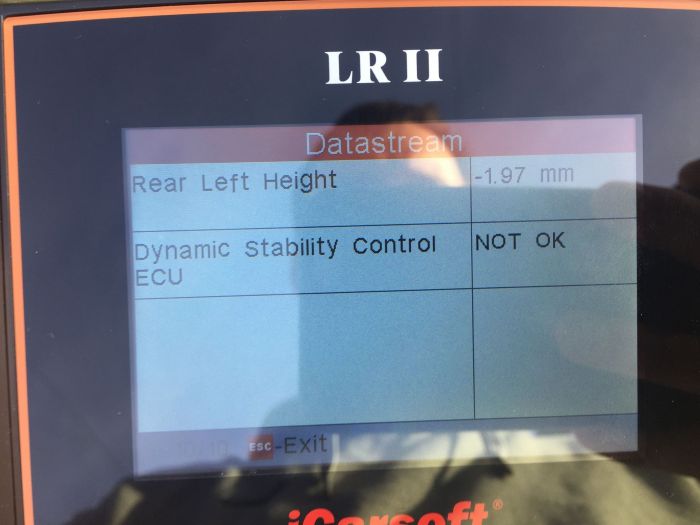 LR II
Datastream
Rear Left Height -1.97 mm
Dynamic Stability Control NOT OK
ECU
ESC -Exit
iCarsoft®